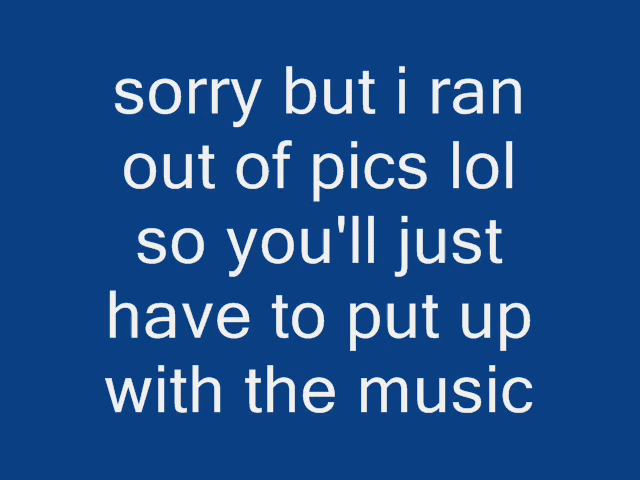 sorry but i ran
out of pics lol
so you'll just
have to put up
with the music